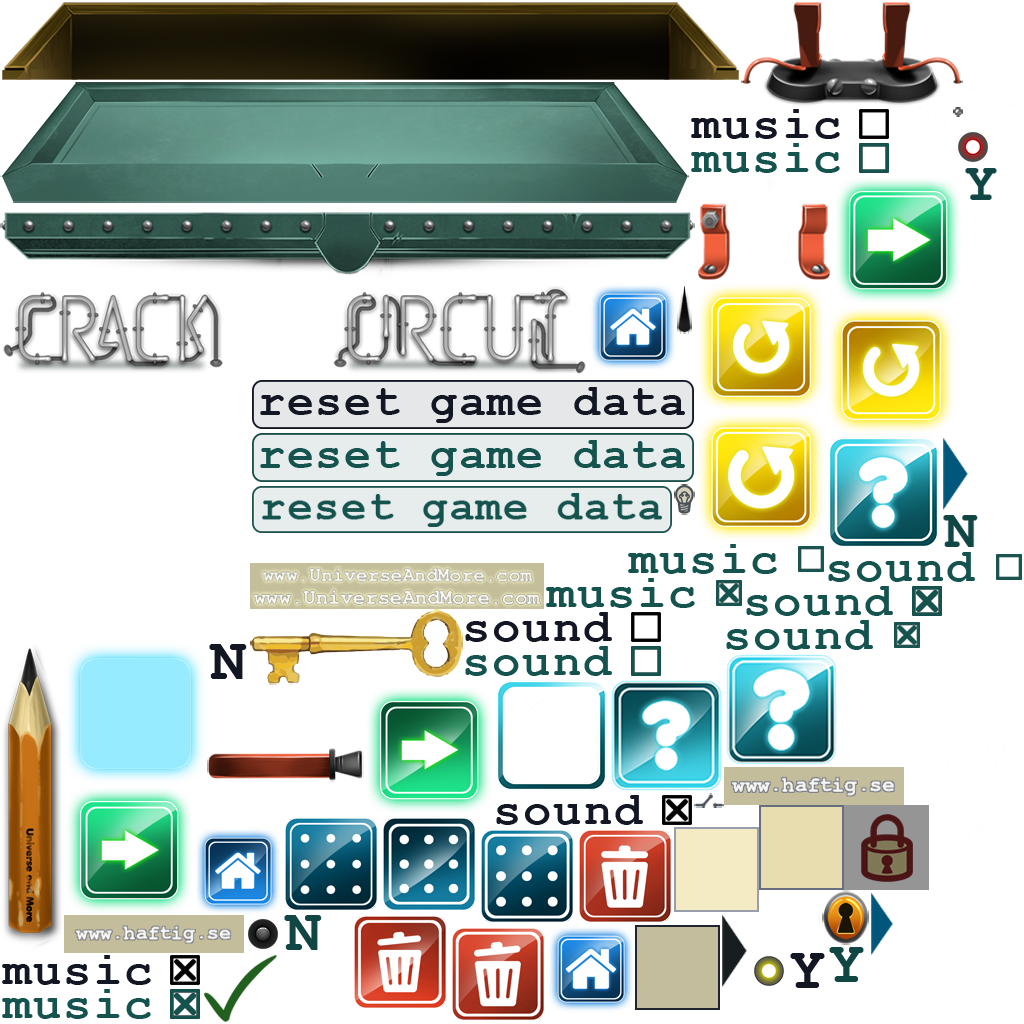 music
music
Y
CRACK
CIRCUIT
reset game data
reset game data
reset game data
?
N
music
sound
www.UniverseAndMore.com
www.UniverseAndMore.com
music
sound
sound
sound
sound
N
?
?
www.haftig.se
sound
Universe and More
www.haftig.se
N
music
music
Y
Y